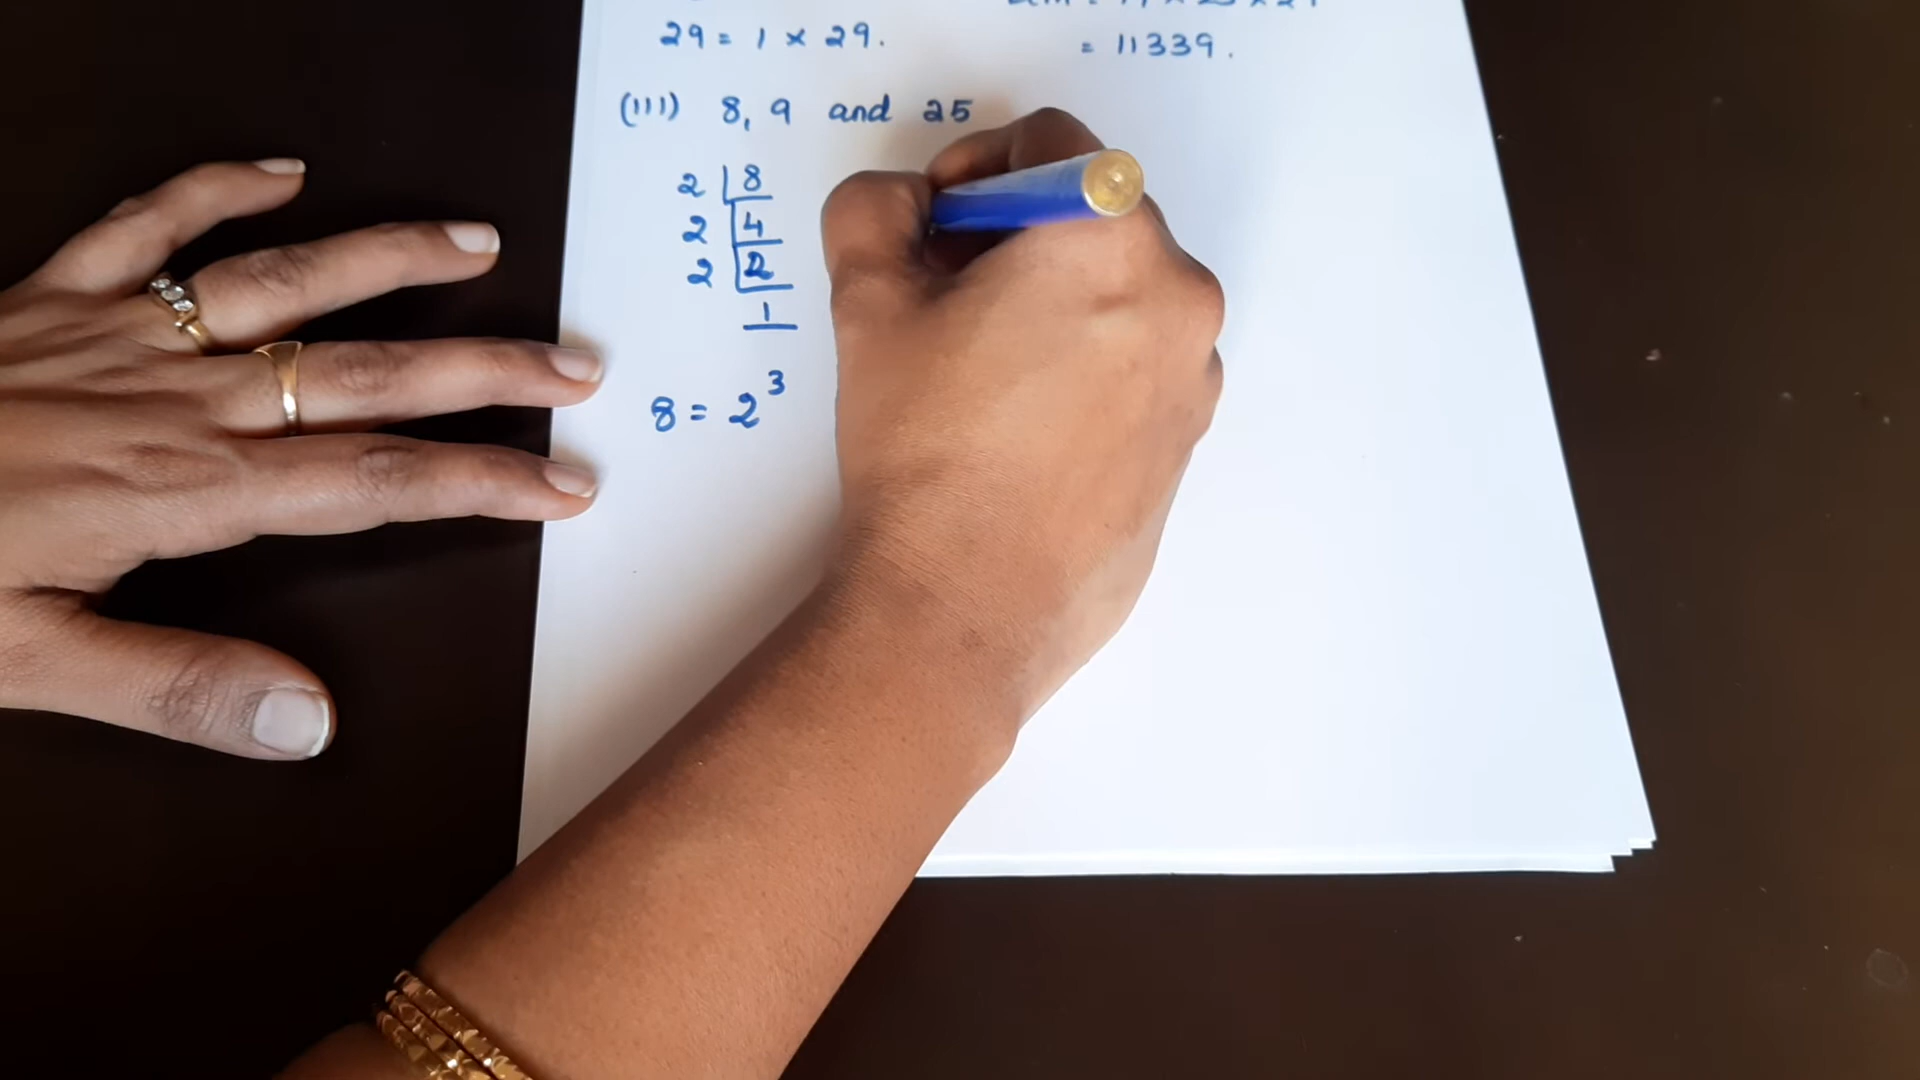 29 = 1 × 29.
= 11339.
(III) 8, 9 and 25
2 | 8
2 | 4
2 | 2
1
8 = 2³